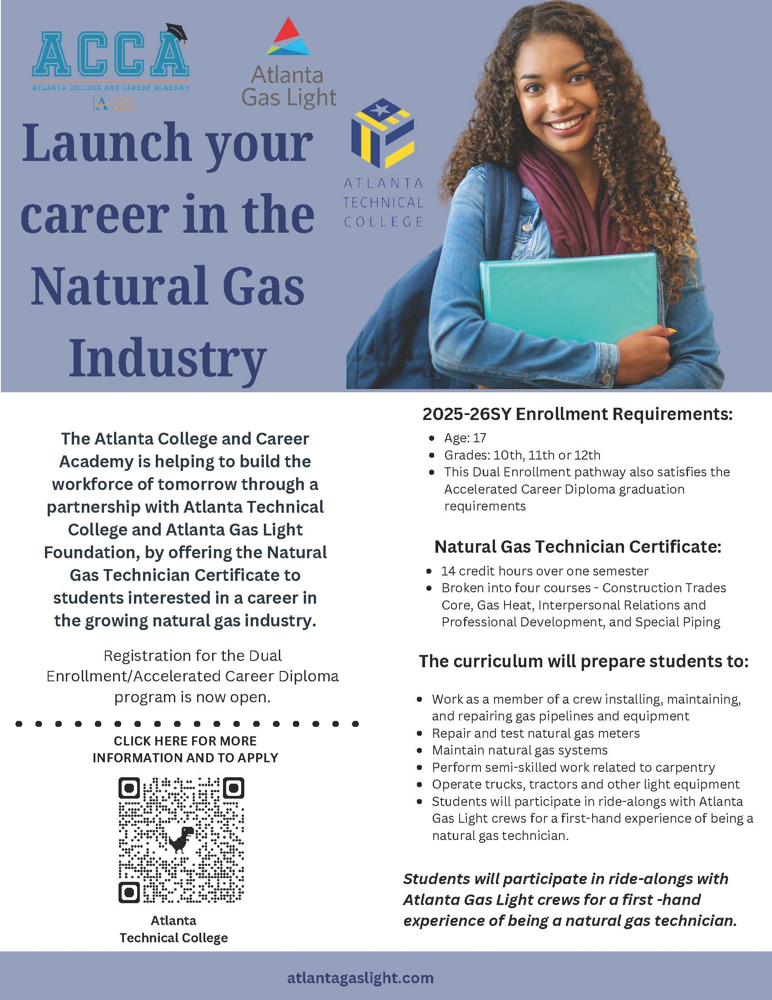 ACCA
ATLANTA COLLEGE AND CAREER ACADEMY
Atlanta
Gas Light
ATLANTA
TECHNICAL
COLLEGE
Launch your
career in the
Natural Gas
Industry
The Atlanta College and Career
Academy is helping to build the
workforce of tomorrow through a
partnership with Atlanta Technical
College and Atlanta Gas Light
Foundation, by offering the Natural
Gas Technician Certificate to
students interested in a career in
the growing natural gas industry.
Registration for the Dual
Enrollment/Accelerated Career Diploma
program is now open.
CLICK HERE FOR MORE
INFORMATION AND TO APPLY
Atlanta
Technical College
2025-26SY Enrollment Requirements:
• Age: 17
• Grades: 10th, 11th or 12th
• This Dual Enrollment pathway also satisfies the
Accelerated Career Diploma graduation
requirements
Natural Gas Technician Certificate:
• 14 credit hours over one semester
• Broken into four courses - Construction Trades
Core, Gas Heat, Interpersonal Relations and
Professional Development, and Special Piping
The curriculum will prepare students to:
• Work as a member of a crew installing, maintaining,
and repairing gas pipelines and equipment
• Repair and test natural gas meters
• Maintain natural gas systems
• Perform semi-skilled work related to carpentry
• Operate trucks, tractors and other light equipment
• Students will participate in ride-alongs with Atlanta
Gas Light crews for a first-hand experience of being a
natural gas technician.
Students will participate in ride-alongs with
Atlanta Gas Light crews for a first -hand
experience of being a natural gas technician.
atlantagaslight.com